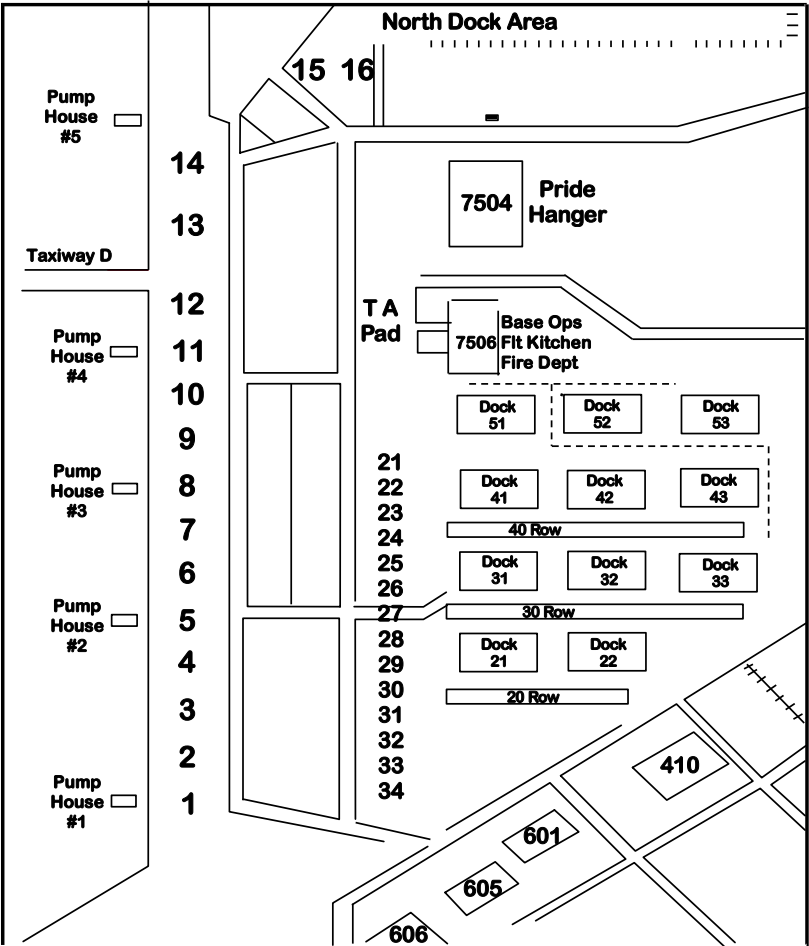 North Dock Area
15 16
Pump
House
#5
14
7504
Pride
Hanger
13
Taxiway D
12
T A
Pad
Base Ops
7506 Flt Kitchen
Fire Dept
Pump
House
#4
11
10
Dock
51
Dock
52
Dock
53
9
21
22
23
24
25
26
27
28
29
30
31
32
33
34
Pump
House
#3
8
Dock
41
Dock
42
Dock
43
7
40 Row
6
Dock
31
Dock
32
Dock
33
Pump
House
#2
5
30 Row
4
Dock
21
Dock
22
3
20 Row
2
410
Pump
House
#1
1
601
605
606